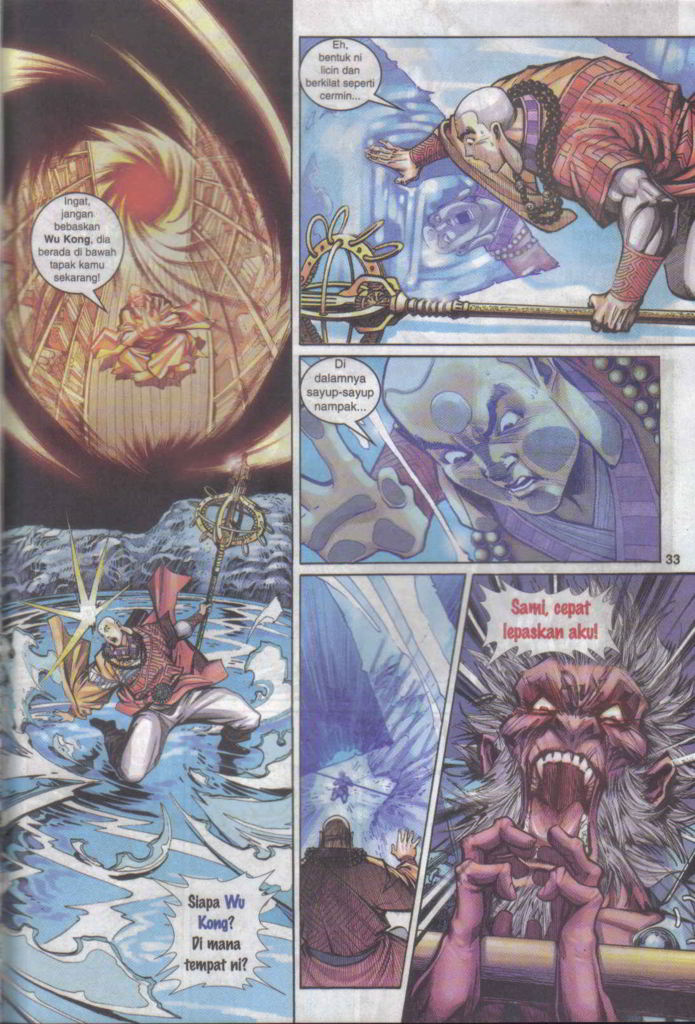 Ingat,
jangan
bebaskan
Wu Kong, dia
berada di bawah
tapak kamu
sekarang!
Siapa Wu
Kong?
Di mana
tempat ni?
Eh,
bentuk ni
licin dan
berkilat seperti
cermin...
Di
dalamnya
sayup-sayup
nampak...
33
Sami, cepat
lepaskan aku!